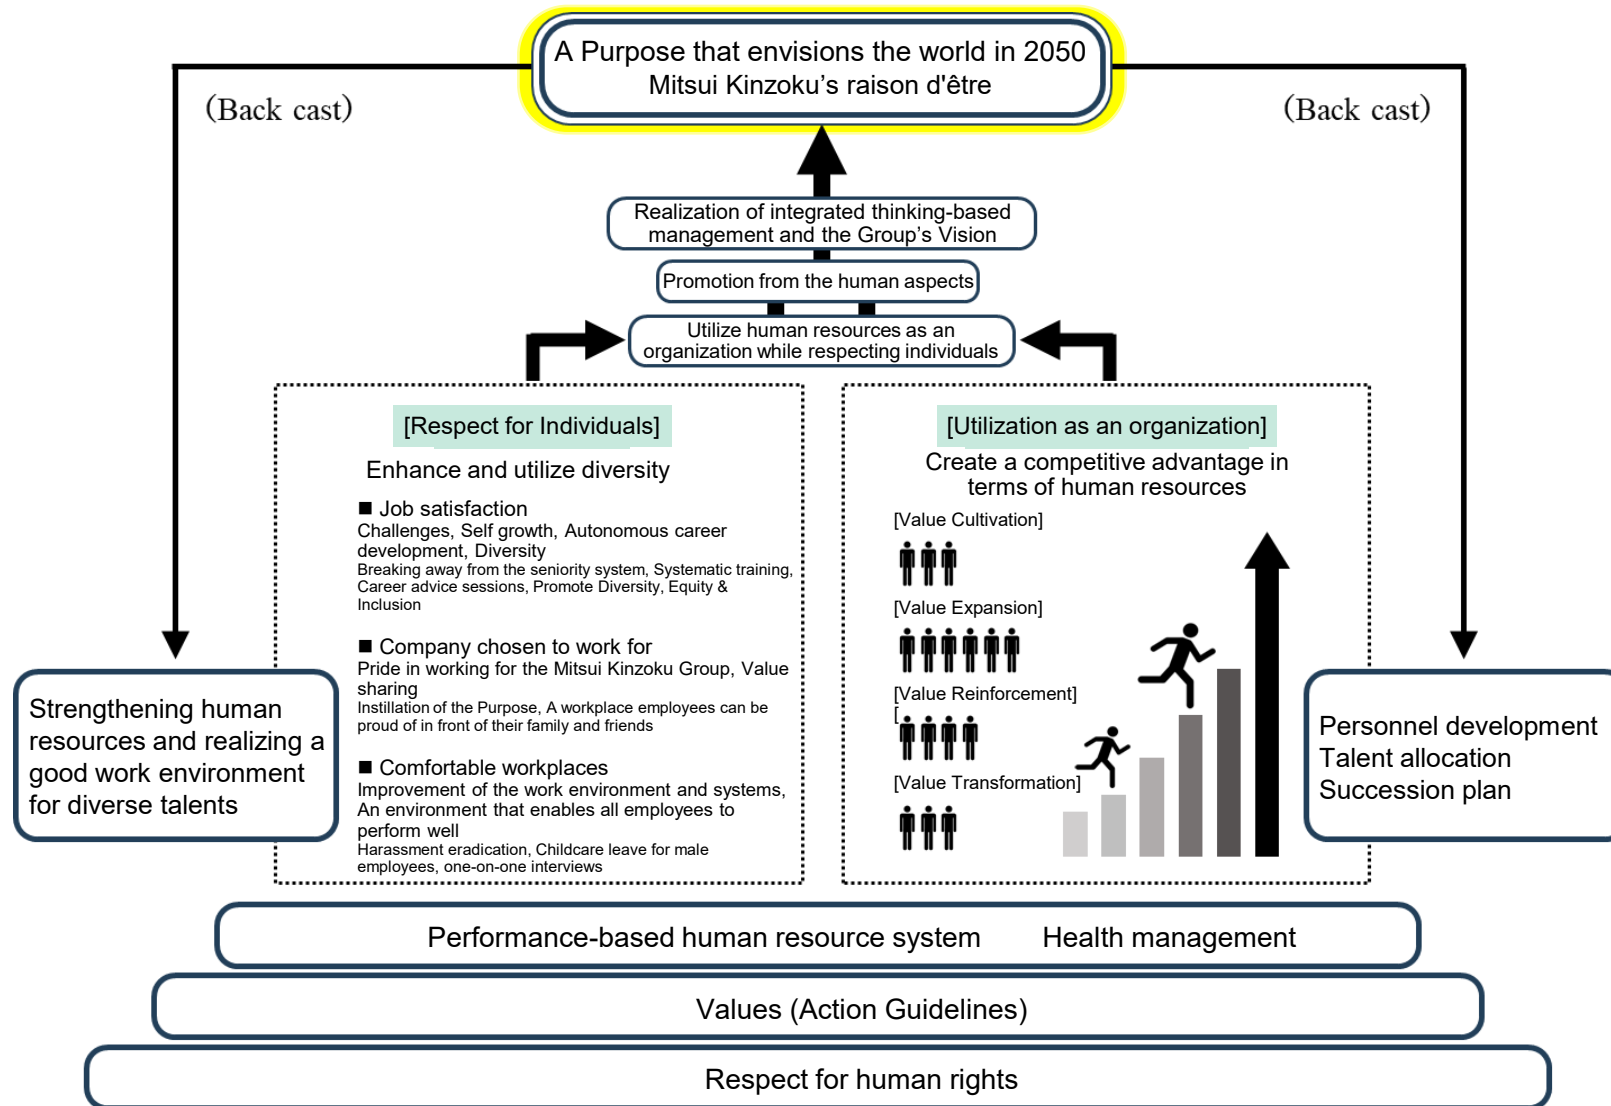 A Purpose that envisions the world in 2050
Mitsui Kinzoku’s raison d'être
(Back cast)
(Back cast)
Realization of integrated thinking-based
management and the Group’s Vision
Promotion from the human aspects
Utilize human resources as an
organization while respecting individuals
[Respect for Individuals]
Enhance and utilize diversity
■ Job satisfaction
Challenges, Self growth, Autonomous career
development, Diversity
Breaking away from the seniority system, Systematic training,
Career advice sessions, Promote Diversity, Equity &
Inclusion
■ Company chosen to work for
Pride in working for the Mitsui Kinzoku Group, Value
sharing
Instillation of the Purpose, A workplace employees can be
proud of in front of their family and friends
■ Comfortable workplaces
Improvement of the work environment and systems,
An environment that enables all employees to
perform well
Harassment eradication, Childcare leave for male
employees, one-on-one interviews
[Utilization as an organization]
Create a competitive advantage in
terms of human resources
[Value Cultivation]
[Value Expansion]
[Value Reinforcement]
[
[Value Transformation]
Strengthening human
resources and realizing a
good work environment
for diverse talents
Personnel development
Talent allocation
Succession plan
Performance-based human resource system Health management
Values (Action Guidelines)
Respect for human rights